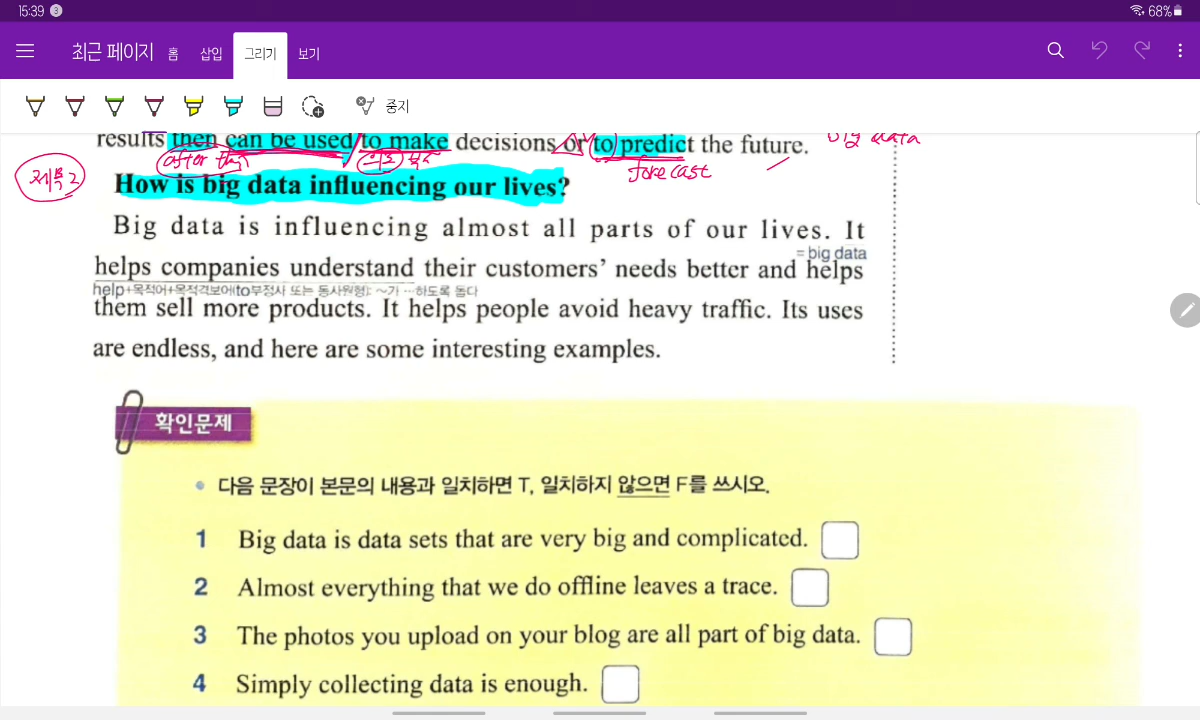 15:39 3 68%
최근 페이지 홈 삽입 그리기 보기
중지
results then can be used to make decisions or to predict the future. big data
after that 의도 forecast
제목2 How is big data influencing our lives?
Big data is influencing almost all parts of our lives. It
= big data
helps companies understand their customers' needs better and helps
help+목적어+목적격보어(to부정사 또는 동사원형): ~가 …하도록 돕다
them sell more products. It helps people avoid heavy traffic. Its uses
are endless, and here are some interesting examples.
확인문제
• 다음 문장이 본문의 내용과 일치하면 T, 일치하지 않으면 F를 쓰시오.
1 Big data is data sets that are very big and complicated.
2 Almost everything that we do offline leaves a trace.
3 The photos you upload on your blog are all part of big data.
4 Simply collecting data is enough.